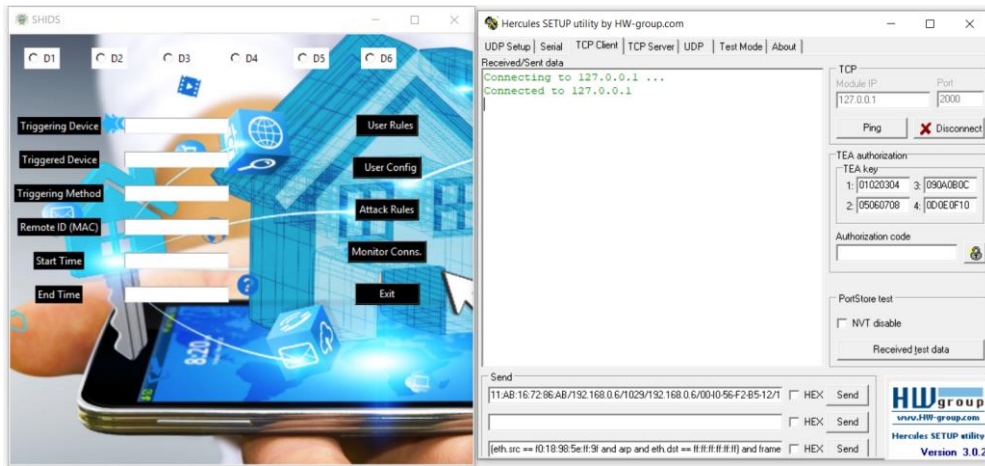 SHIDS
D1 D2 D3 D4 D5 D6
Triggering Device
User Rules
Triggered Device
User Config
Triggering Method
Attack Rules
Remote ID (MAC)
Monitor Conns.
Start Time
End Time
Exit
8:20
Hercules SETUP utility by HW-group.com
UDP Setup Serial TCP Client TCP Server UDP Test Mode About
Received/Sent data
Connecting to 127.0.0.1 ...
Connected to 127.0.0.1
TCP
Module IP Port
127.0.0.1 2000
Ping Disconnect
TEA authorization
TEA key
1: 01020304 3: 090A0B0C
2: 05060708 4: 0D0E0F10
Authorization code
PortStore test
NVT disable
Received test data
Send
11:AB:16:72:86:AB/192.168.0.6/1029/192.168.0.6/00-I0-56-F2-B5-12/1 HEX Send
HEX Send
(eth.src == f0:18:98:5e:ff:9f and arp and eth.dst == ff:ff:ff:ff:ff:ff) and frame HEX Send
HWgroup
www.HW-group.com
Hercules SETUP utility
Version 3.0.2